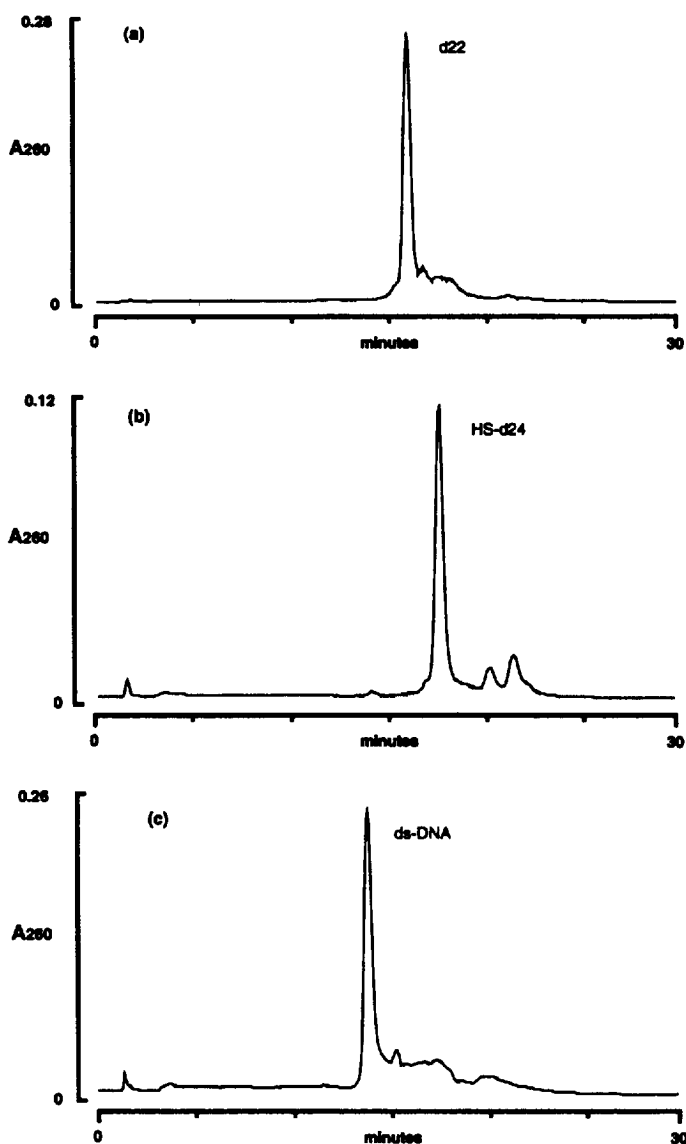 0.28
(a)
d22
A260
0
0
minutes
30
0.12
(b)
HS-d24
A260
0
0
minutes
30
0.26
(c)
ds-DNA
A260
0
0
minutes
30